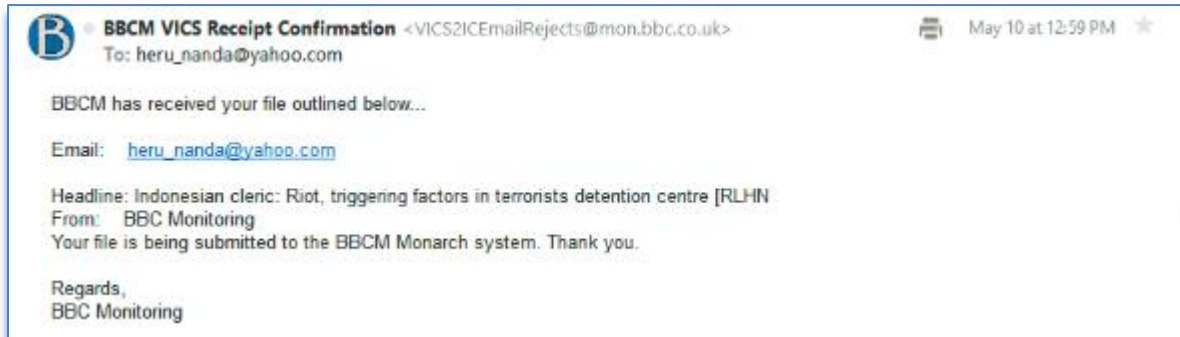 B
BBCM VICS Receipt Confirmation <VICS2ICEmailRejects@mon.bbc.co.uk> May 10 at 12:59 PM
To: heru_nanda@yahoo.com
BBCM has received your file outlined below...
Email: heru_nanda@yahoo.com
Headline: Indonesian cleric: Riot, triggering factors in terrorists detention centre [RLHN
From: BBC Monitoring
Your file is being submitted to the BBCM Monarch system. Thank you.
Regards,
BBC Monitoring